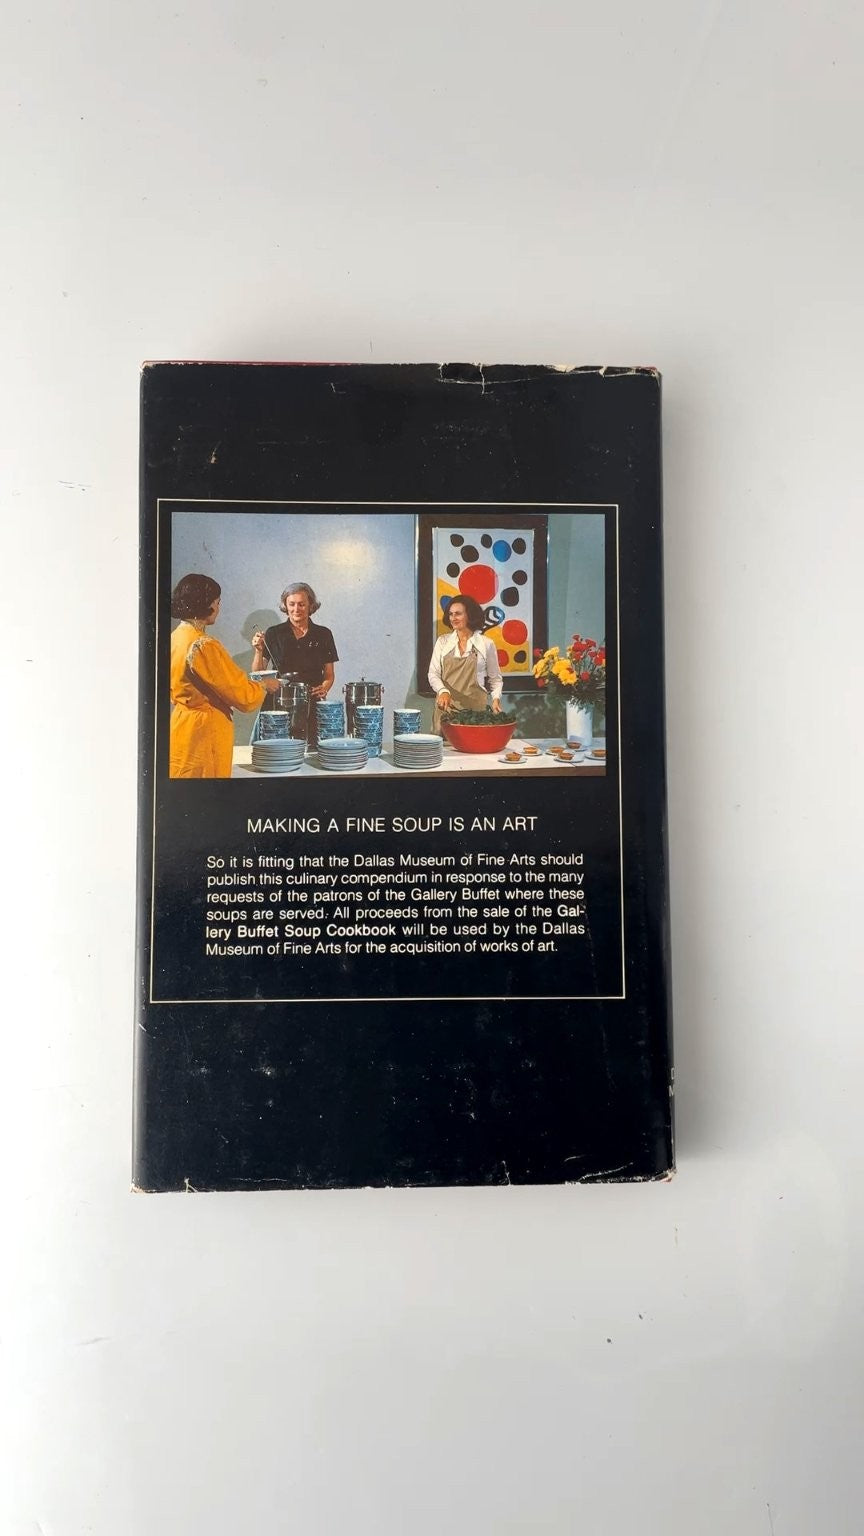 MAKING A FINE SOUP IS AN ART
So it is fitting that the Dallas Museum of Fine Arts should
publish this culinary compendium in response to the many
requests of the patrons of the Gallery Buffet where these
soups are served. All proceeds from the sale of the Gal-
lery Buffet Soup Cookbook will be used by the Dallas
Museum of Fine Arts for the acquisition of works of art.